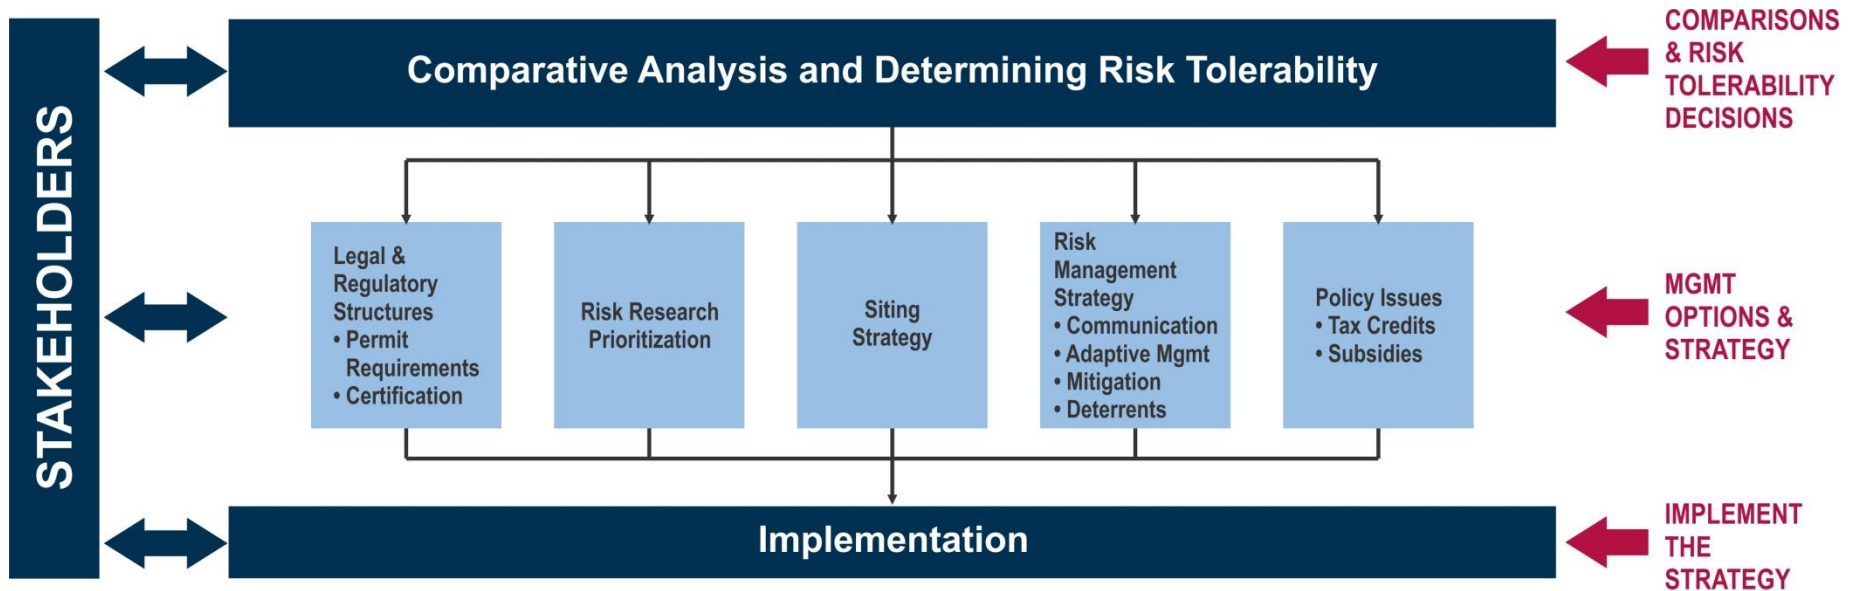 STAKEHOLDERS
Comparative Analysis and Determining Risk Tolerability
COMPARISONS
& RISK
TOLERABILITY
DECISIONS
Legal &
Regulatory
Structures
• Permit
Requirements
• Certification
Risk Research
Prioritization
Siting
Strategy
Risk
Management
Strategy
• Communication
• Adaptive Mgmt
• Mitigation
• Deterrents
Policy Issues
• Tax Credits
• Subsidies
MGMT
OPTIONS &
STRATEGY
Implementation
IMPLEMENT
THE
STRATEGY